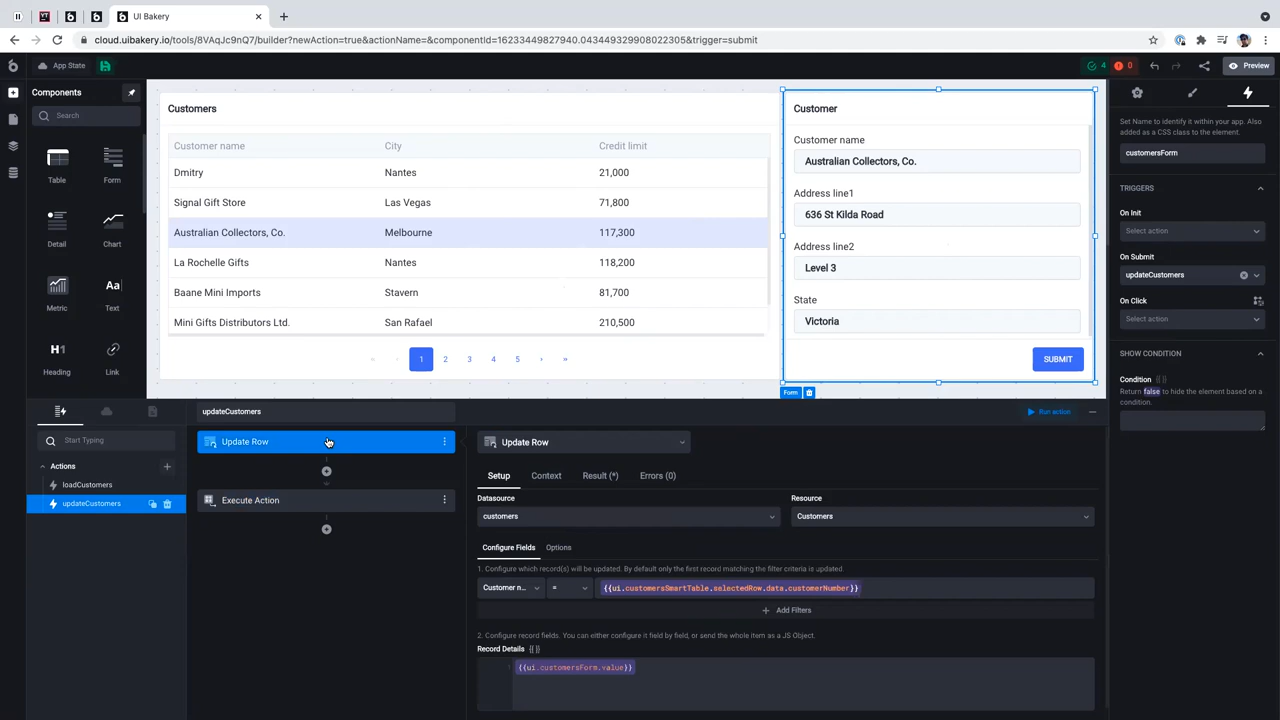 UI Bakery
cloud.uibakery.io/tools/8VAqJc9nQ7/builder?newAction=true&actionName=&componentId=16233449827940.043449329908022305&trigger=submit
App State
4
0
Preview
Components
Search
Table
Form
Detail
Chart
Metric
Aa
Text
H1
Heading
Link
Customers
Customer name City Credit limit
Dmitry Nantes 21,000
Signal Gift Store Las Vegas 71,800
Australian Collectors, Co. Melbourne 117,300
La Rochelle Gifts Nantes 118,200
Baane Mini Imports Stavern 81,700
Mini Gifts Distributors Ltd. San Rafael 210,500
« ‹ 1 2 3 4 5 › »
Customer
Customer name
Australian Collectors, Co.
Address line1
636 St Kilda Road
Address line2
Level 3
State
Victoria
SUBMIT
Form
Set Name to identify it within your app. Also
added as a CSS class to the element.
customersForm
TRIGGERS
On Init
Select action
On Submit
updateCustomers
On Click
Select action
SHOW CONDITION
Condition
Return false to hide the element based on a
condition.
Start Typing
Actions
loadCustomers
updateCustomers
updateCustomers
Update Row
Execute Action
Run action
Update Row
Setup Context Result (*) Errors (0)
Datasource Resource
customers Customers
Configure Fields Options
1. Configure which record(s) will be updated. By default only the first record matching the filter criteria is updated.
Customer n... = {{ui.customersSmartTable.selectedRow.data.customerNumber}}
Add Filters
2. Configure record fields. You can either configure it field by field, or send the whole item as a JS Object.
Record Details
1 {{ui.customersForm.value}}